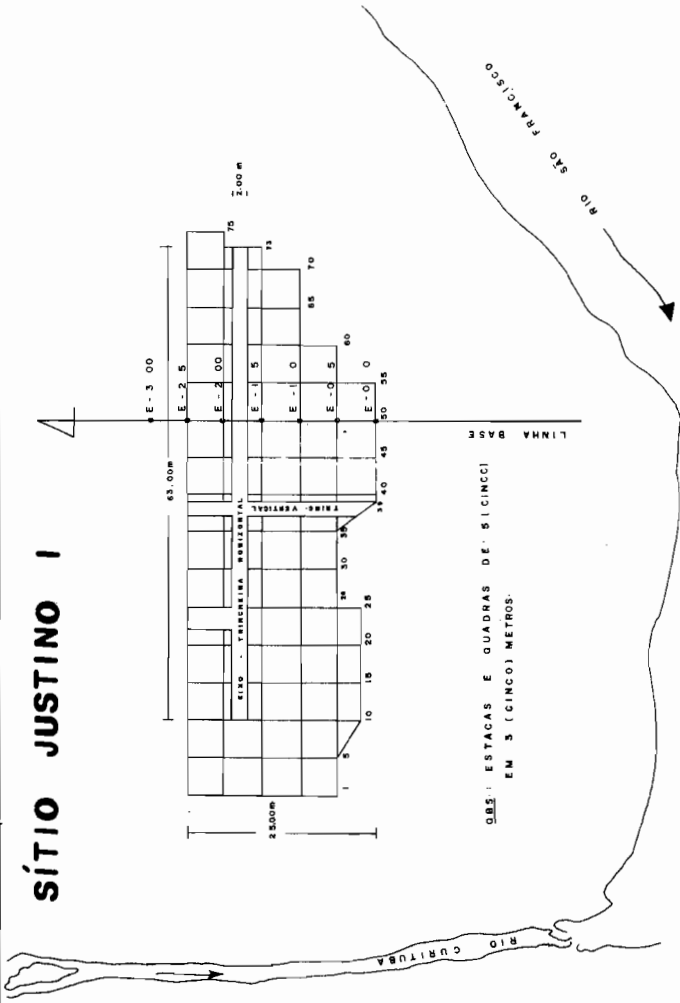 SÍTIO JUSTINO I
63.00m
E-3 00
E-2 5
E-2 00
E-1 5
E-1 0
E-0 5
E-0 0
2.00m
75
73
70
65
60
55
50
45
40
39
35
30
26
25
20
15
10
5
1
25.00m
EIXO - TRINCHEIRA HORIZONTAL
TRINC. VERTICAL
LINHA BASE
RIO SÃO FRANCISCO
RIO CURITUBA
OBS: ESTACAS E QUADRAS DE 5 (CINCO)
EM 5 (CINCO) METROS.